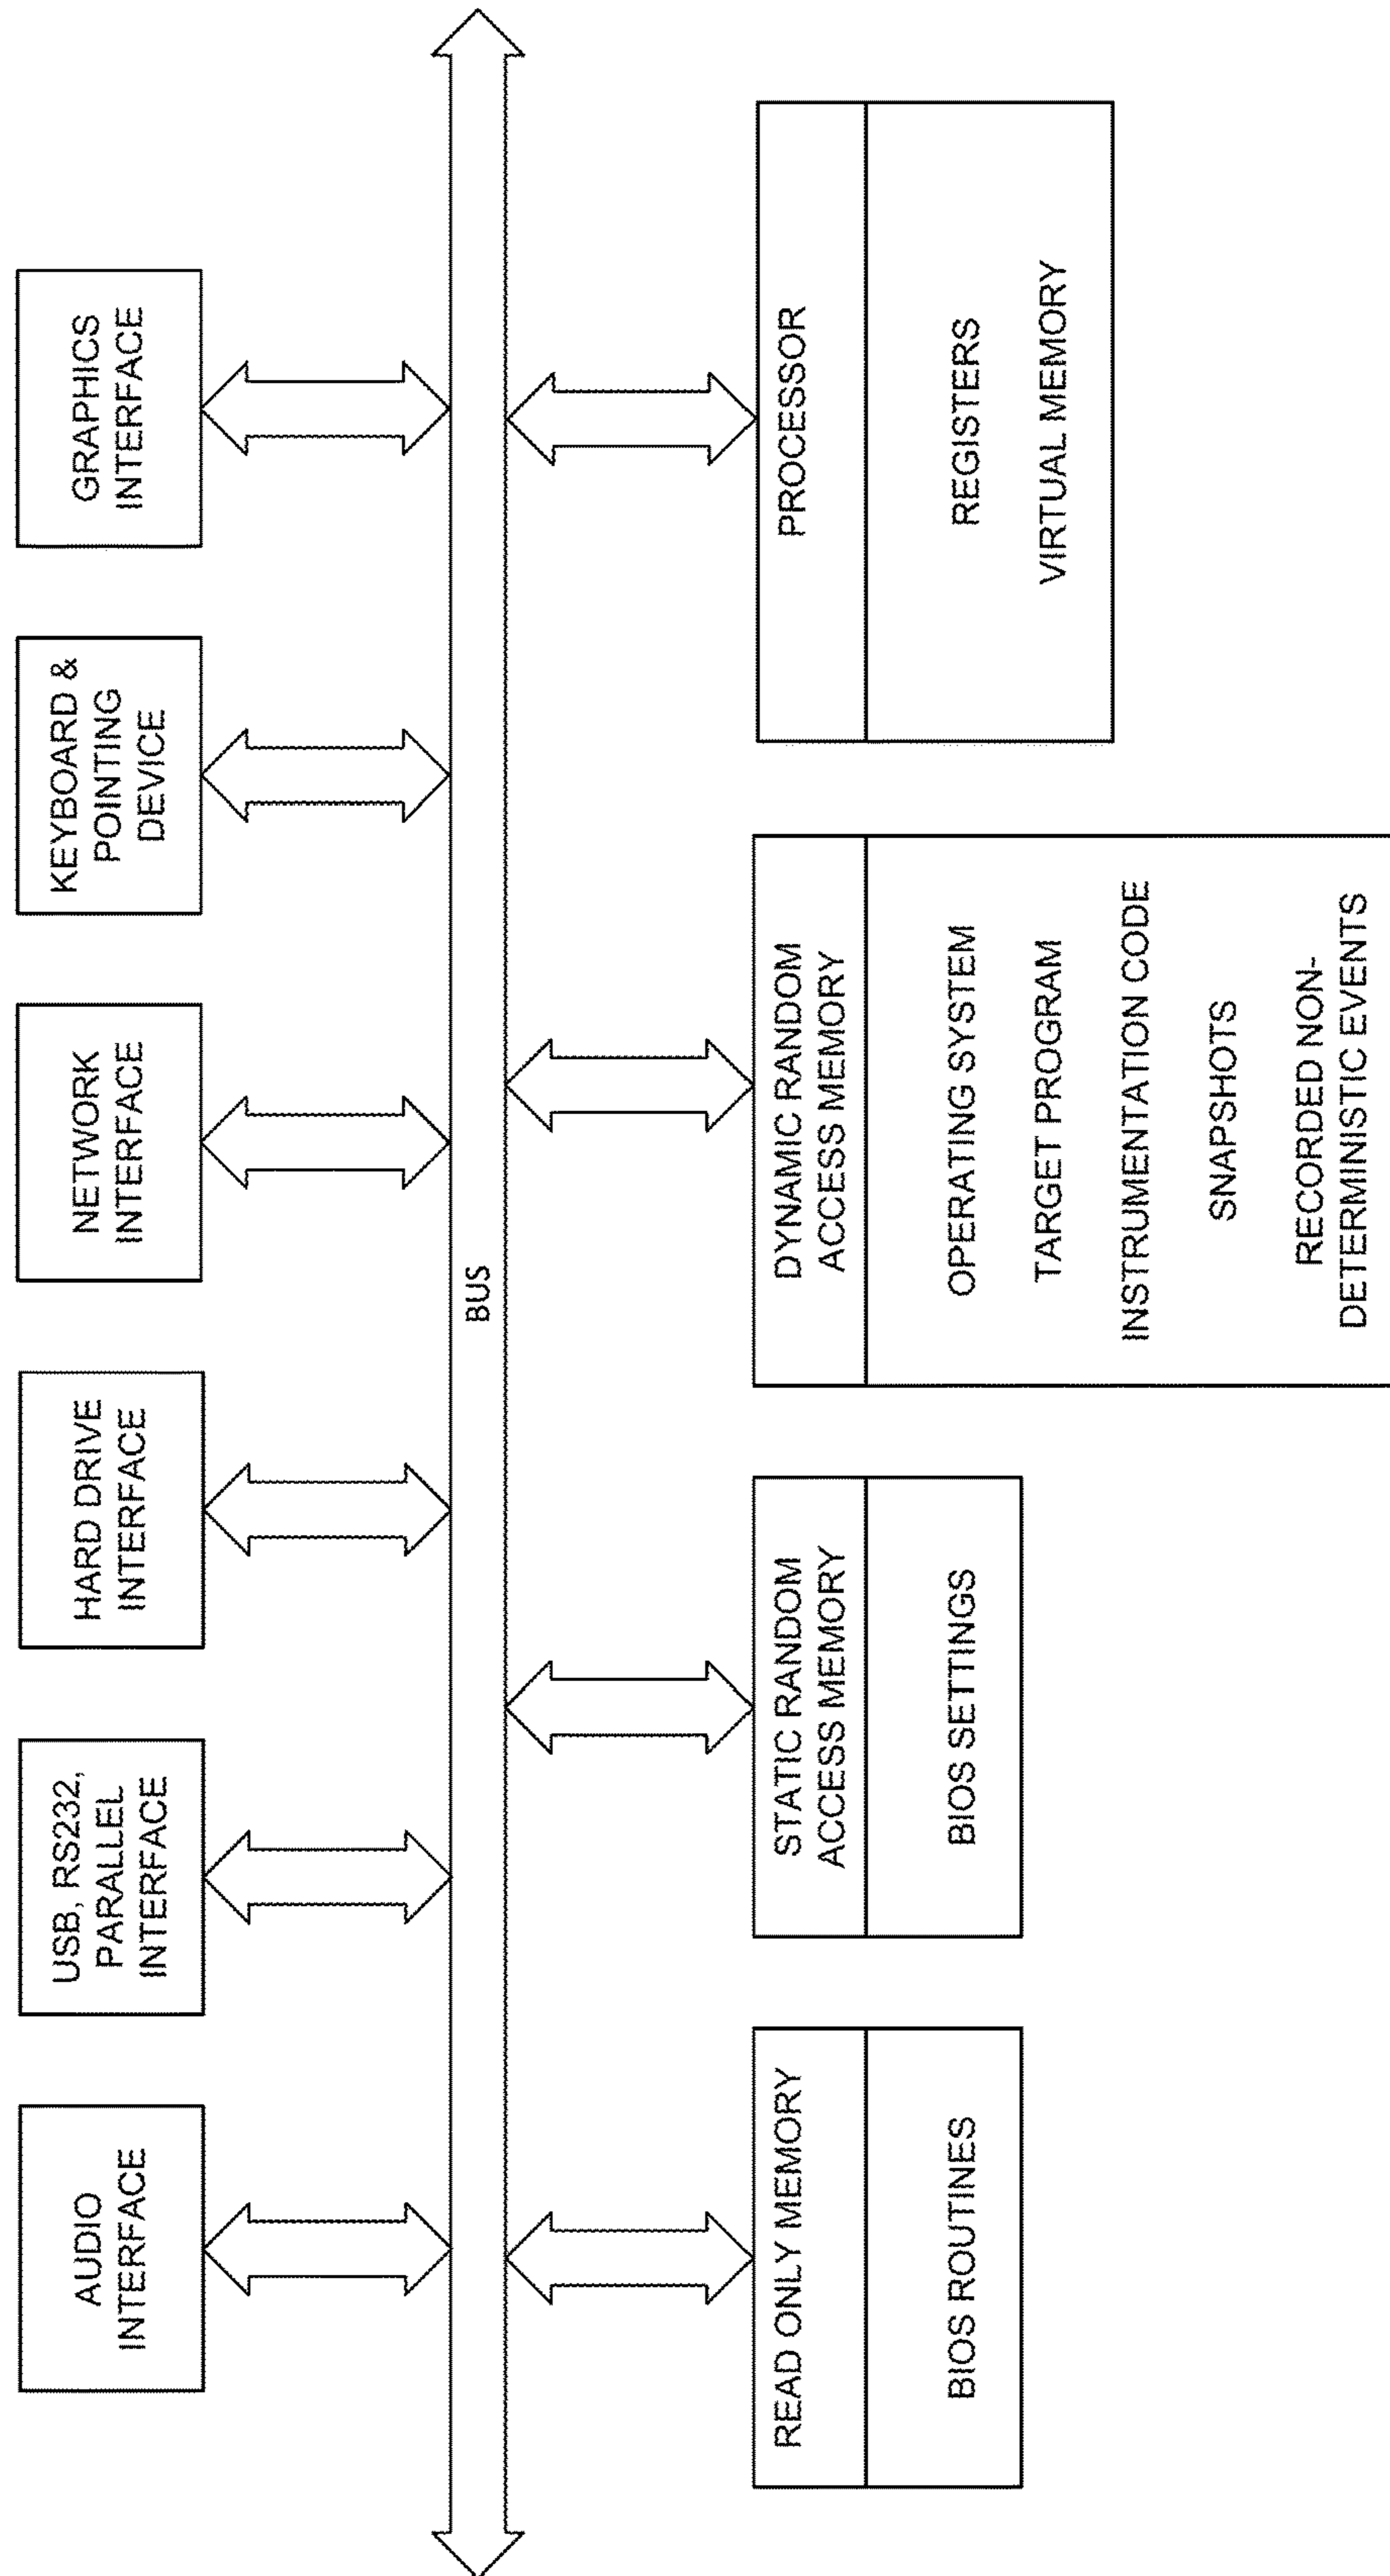 AUDIO
INTERFACE
USB, RS232,
PARALLEL
INTERFACE
HARD DRIVE
INTERFACE
NETWORK
INTERFACE
KEYBOARD &
POINTING
DEVICE
GRAPHICS
INTERFACE
BUS
READ ONLY MEMORY
BIOS ROUTINES
STATIC RANDOM
ACCESS MEMORY
BIOS SETTINGS
DYNAMIC RANDOM
ACCESS MEMORY
OPERATING SYSTEM
TARGET PROGRAM
INSTRUMENTATION CODE
SNAPSHOTS
RECORDED NON-
DETERMINISTIC EVENTS
PROCESSOR
REGISTERS
VIRTUAL MEMORY